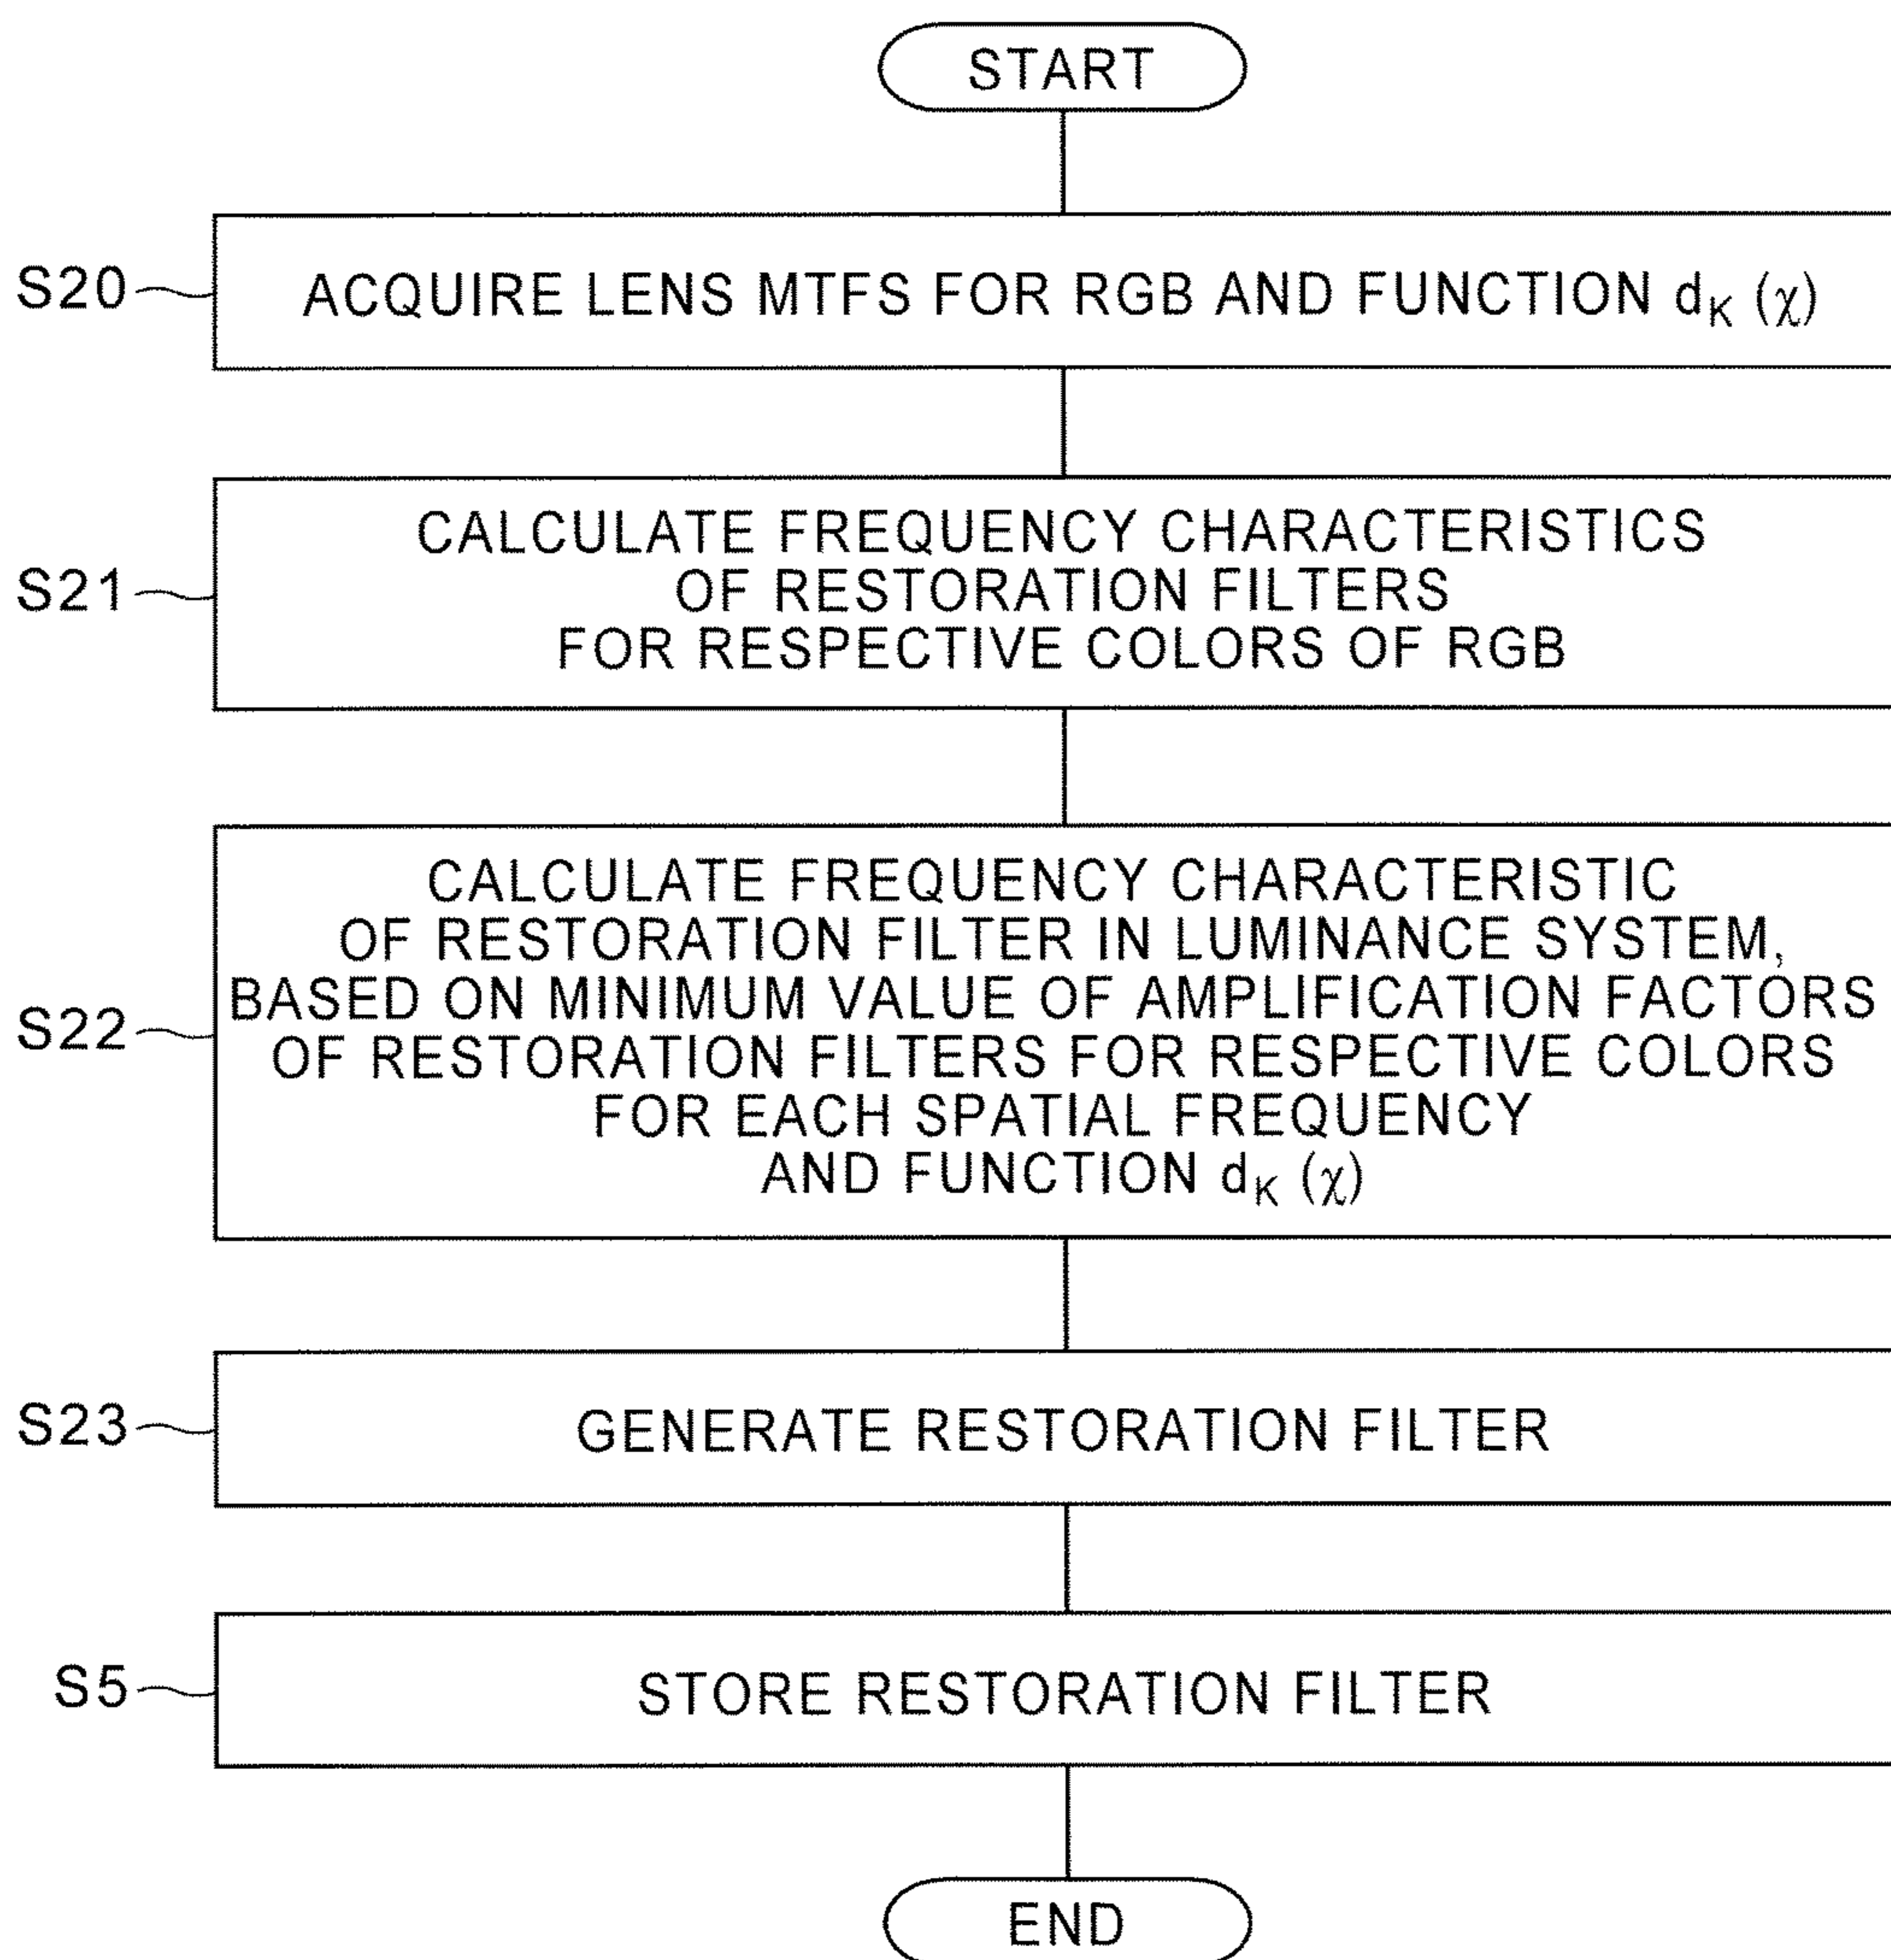 START
S20
ACQUIRE LENS MTFS FOR RGB AND FUNCTION dK (χ)
S21
CALCULATE FREQUENCY CHARACTERISTICS
OF RESTORATION FILTERS
FOR RESPECTIVE COLORS OF RGB
S22
CALCULATE FREQUENCY CHARACTERISTIC
OF RESTORATION FILTER IN LUMINANCE SYSTEM,
BASED ON MINIMUM VALUE OF AMPLIFICATION FACTORS
OF RESTORATION FILTERS FOR RESPECTIVE COLORS
FOR EACH SPATIAL FREQUENCY
AND FUNCTION dK (χ)
S23
GENERATE RESTORATION FILTER
S5
STORE RESTORATION FILTER
END